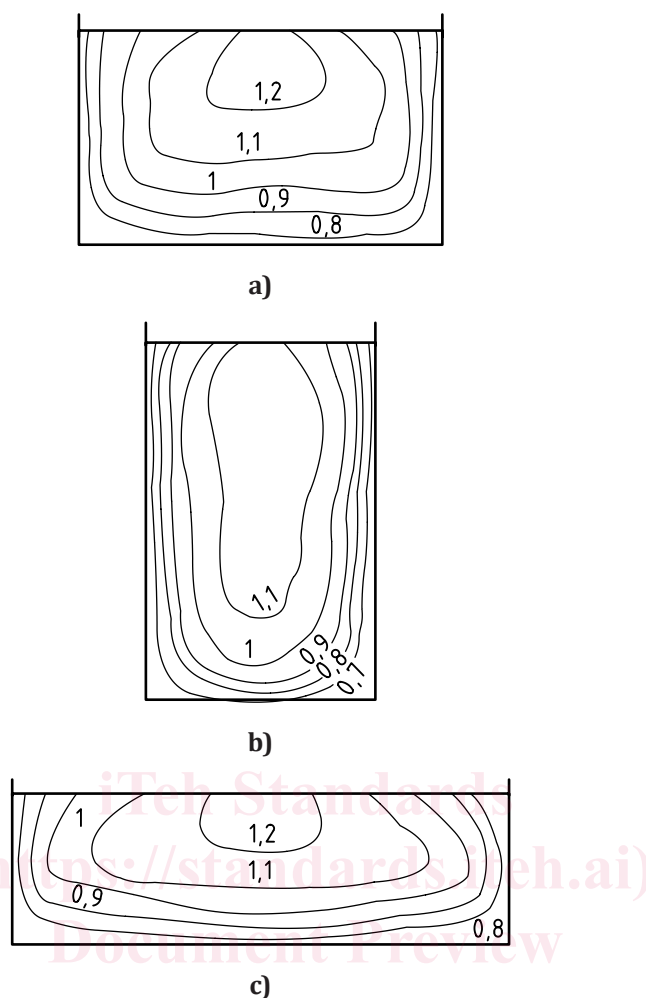 1,2
1,1
1
0,9
0,8
a)
1,1
1
0,9
0,8
0,7
b)
iTeh Standards
1
1,2
https://standards.iteh.ai)
1,1
0,9
0,8
Document Preview
c)